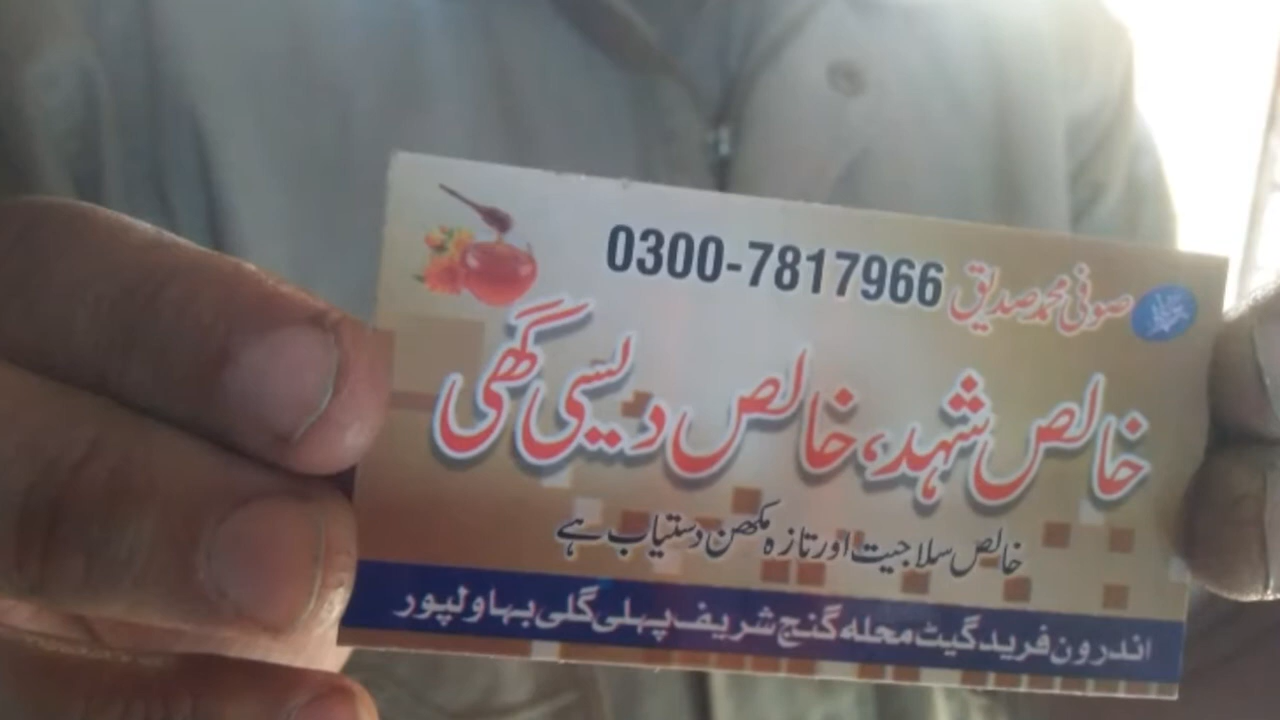 صوفی محمد صدیق 0300-7817966
خالص شہد، خالص دیسی گھی
خالص سلاجیت اور تازہ مکھن دستیاب ہے
اندرون فرید گیٹ محلہ گنج شریف پہلی گلی بہاولپور